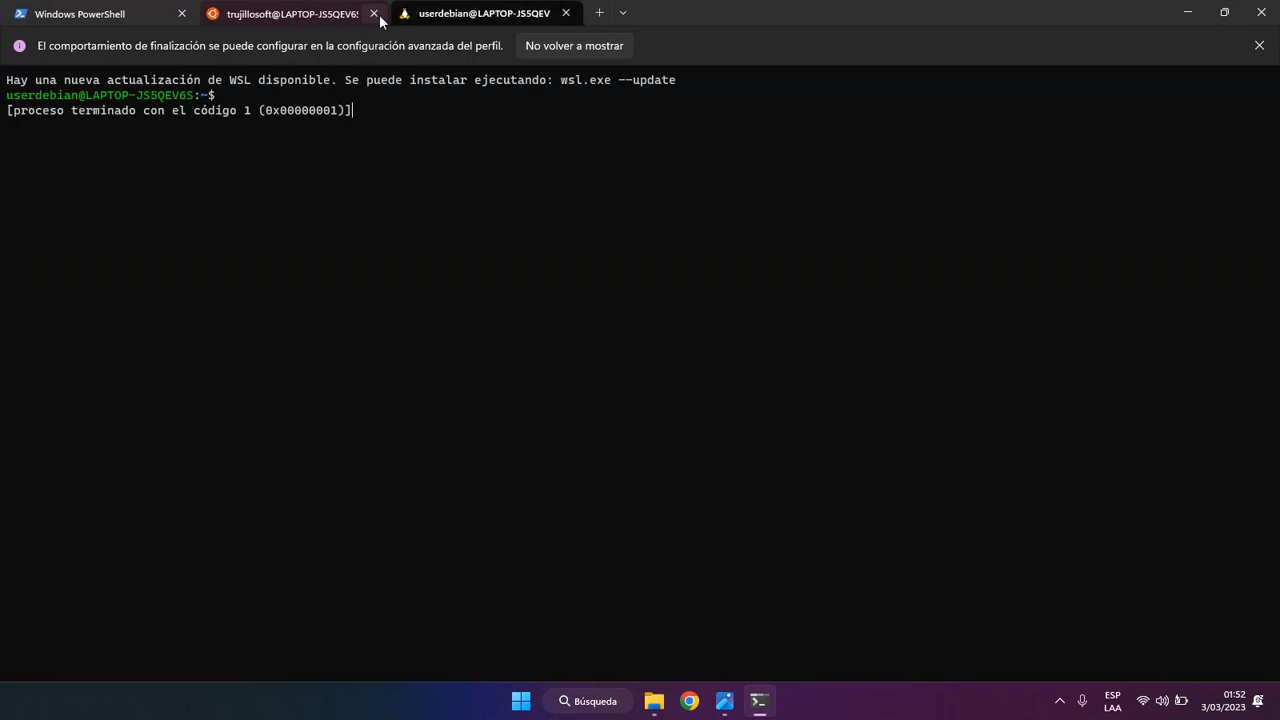 Windows PowerShell
trujillosoft@LAPTOP-JS5QEV6S
userdebian@LAPTOP-JS5QEV
El comportamiento de finalización se puede configurar en la configuración avanzada del perfil.
No volver a mostrar
Hay una nueva actualización de WSL disponible. Se puede instalar ejecutando: wsl.exe --update
userdebian@LAPTOP-JS5QEV6S:~$
[proceso terminado con el código 1 (0x00000001)]
Búsqueda
ESP
LAA
01:52
3/03/2023